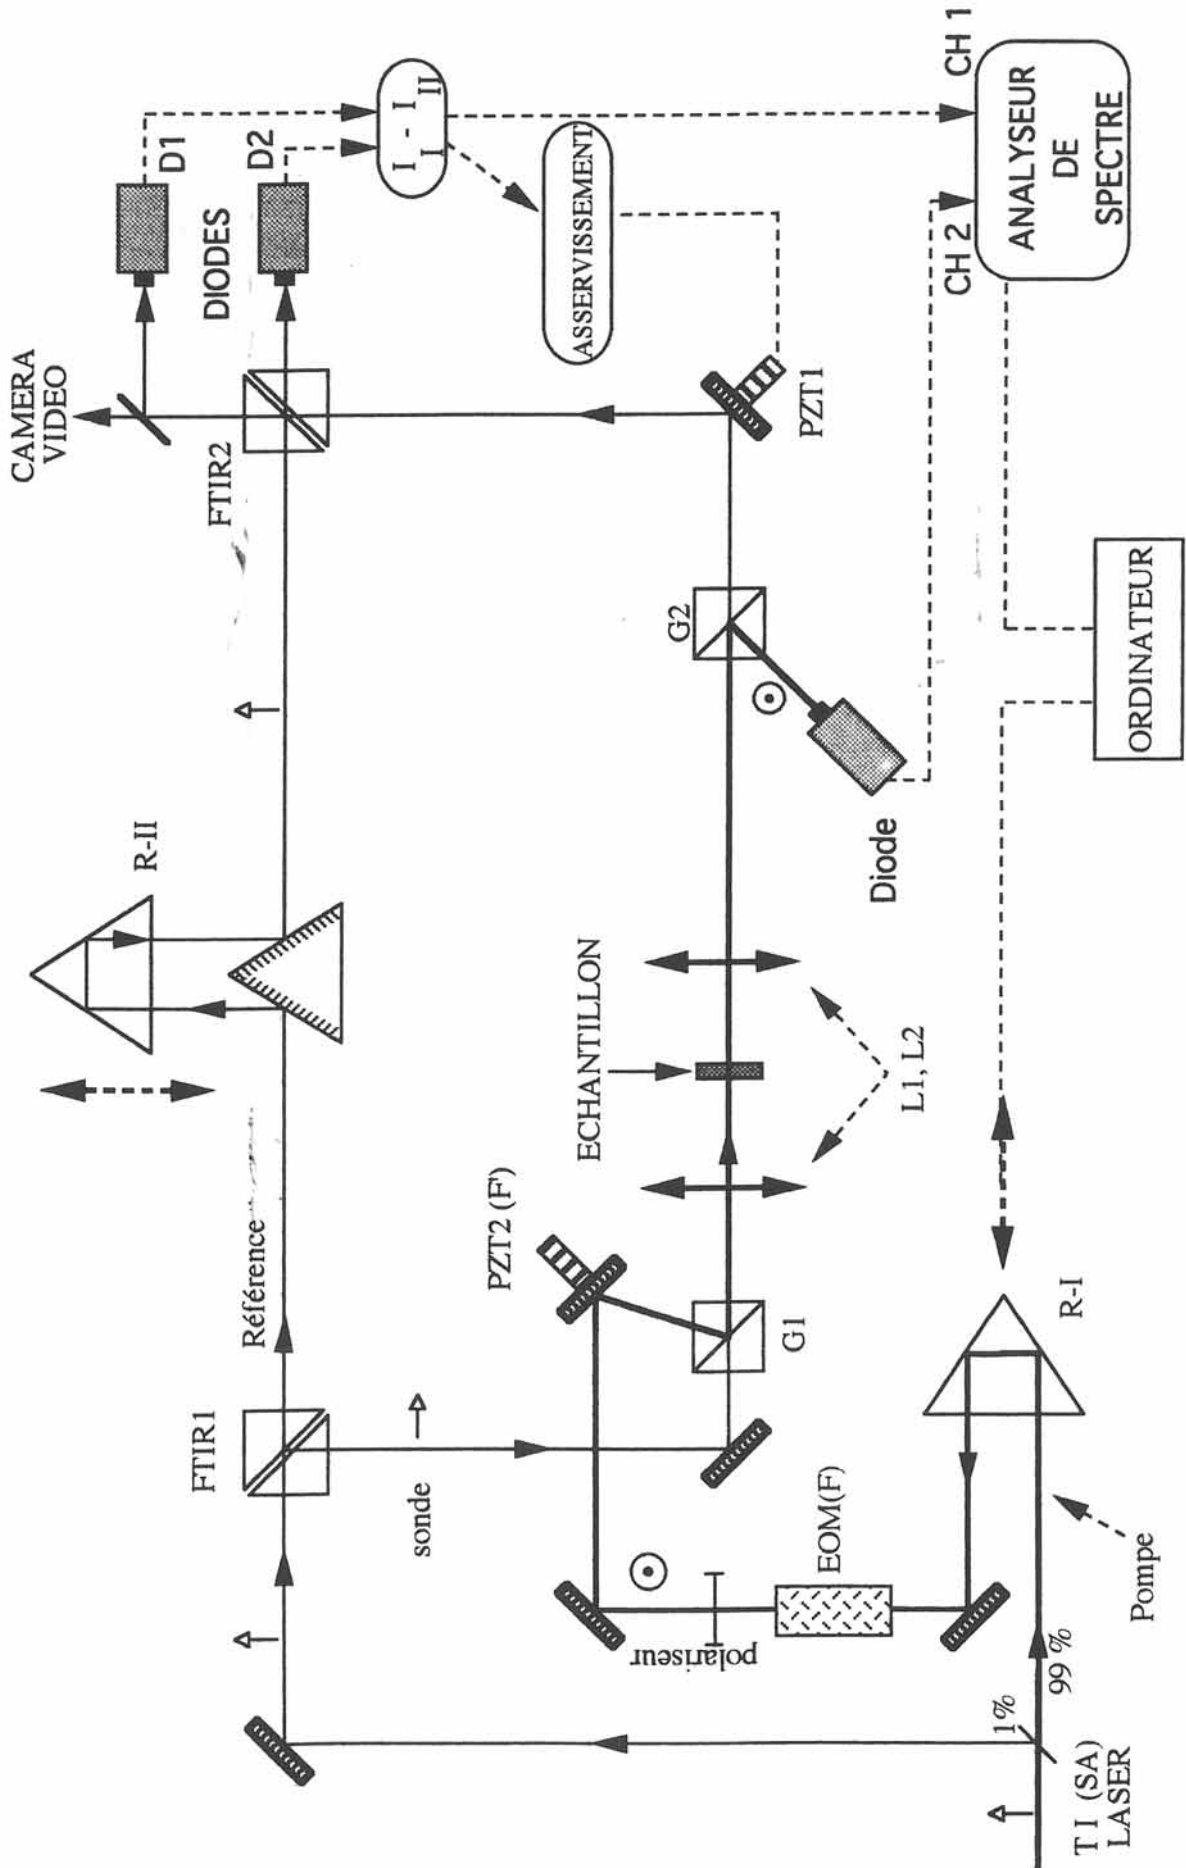 CAMERA
VIDEO
D1
DIODES
D2
I - I
I II
ASSERVISSEMENT
CH 1
CH 2
ANALYSEUR
DE
SPECTRE
FTIR2
PZT1
G2
Diode
ORDINATEUR
R-II
ECHANTILLON
L1, L2
Référence
PZT2 (F')
G1
R-I
FTIR1
sonde
EOM(F)
polariseur
Pompe
99 %
1%
T I (SA)
LASER